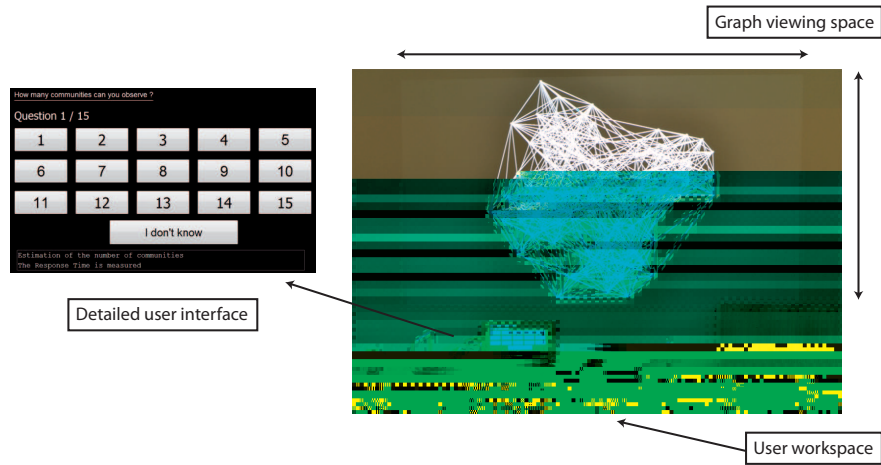 Graph viewing space
How many communities can you observe ?
Question 1 / 15
1 2 3 4 5
6 7 8 9 10
11 12 13 14 15
I don't know
Estimation of the number of communities
The Response Time is measured
Detailed user interface
User workspace